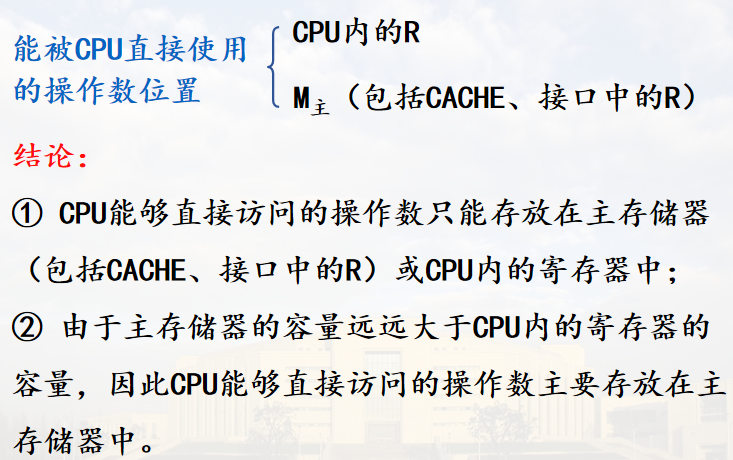 能被CPU直接使用
的操作数位置
CPU内的R
M主（包括CACHE、接口中的R）
结论：
① CPU能够直接访问的操作数只能存放在主存储器
（包括CACHE、接口中的R）或CPU内的寄存器中；
② 由于主存储器的容量远远大于CPU内的寄存器的
容量，因此CPU能够直接访问的操作数主要存放在主
存储器中。